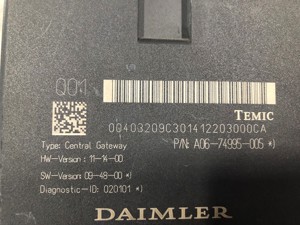 001
TEMIC
00403209C301412203000CA
Type: Central Gateway P/N: A06-74995-005 *)
HW-Version: 11-14-00
SW-Version: 09-48-00 *)
Diagnostic-ID: 020101 *)
DAIMLER